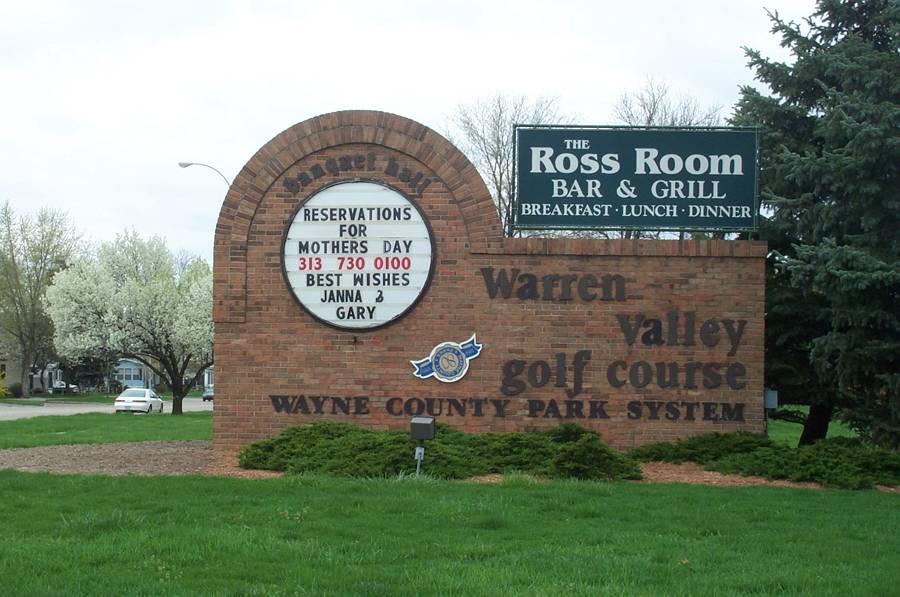 banquet hall
RESERVATIONS
FOR
MOTHERS DAY
313 730 0100
BEST WISHES
JANNA &
GARY
THE
Ross Room
BAR & GRILL
BREAKFAST · LUNCH · DINNER
Warren
Valley
golf course
WAYNE COUNTY PARK SYSTEM